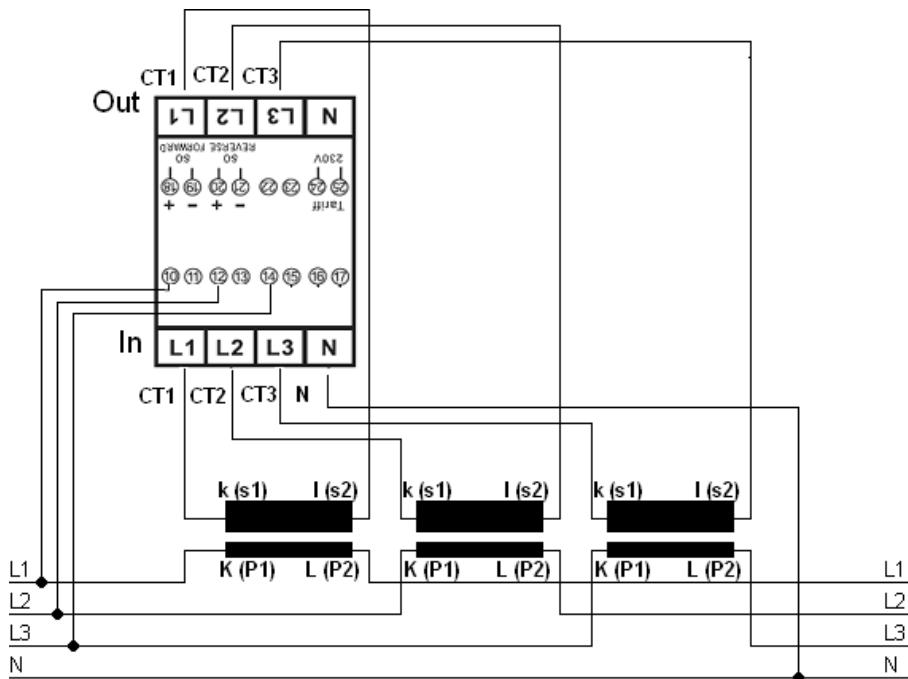 CT1 CT2 CT3
Out
L1 L2 L3 N
REVERSE FORWARD
SO SO 230V
18 19 20 21 22 23 24 25
+ - + - Tariff
10 11 12 13 14 15 16 17
In L1 L2 L3 N
CT1 CT2 CT3 N
k (s1) l (s2) k (s1) l (s2) k (s1) l (s2)
K (P1) L (P2) K (P1) L (P2) K (P1) L (P2)
L1 L1
L2 L2
L3 L3
N N